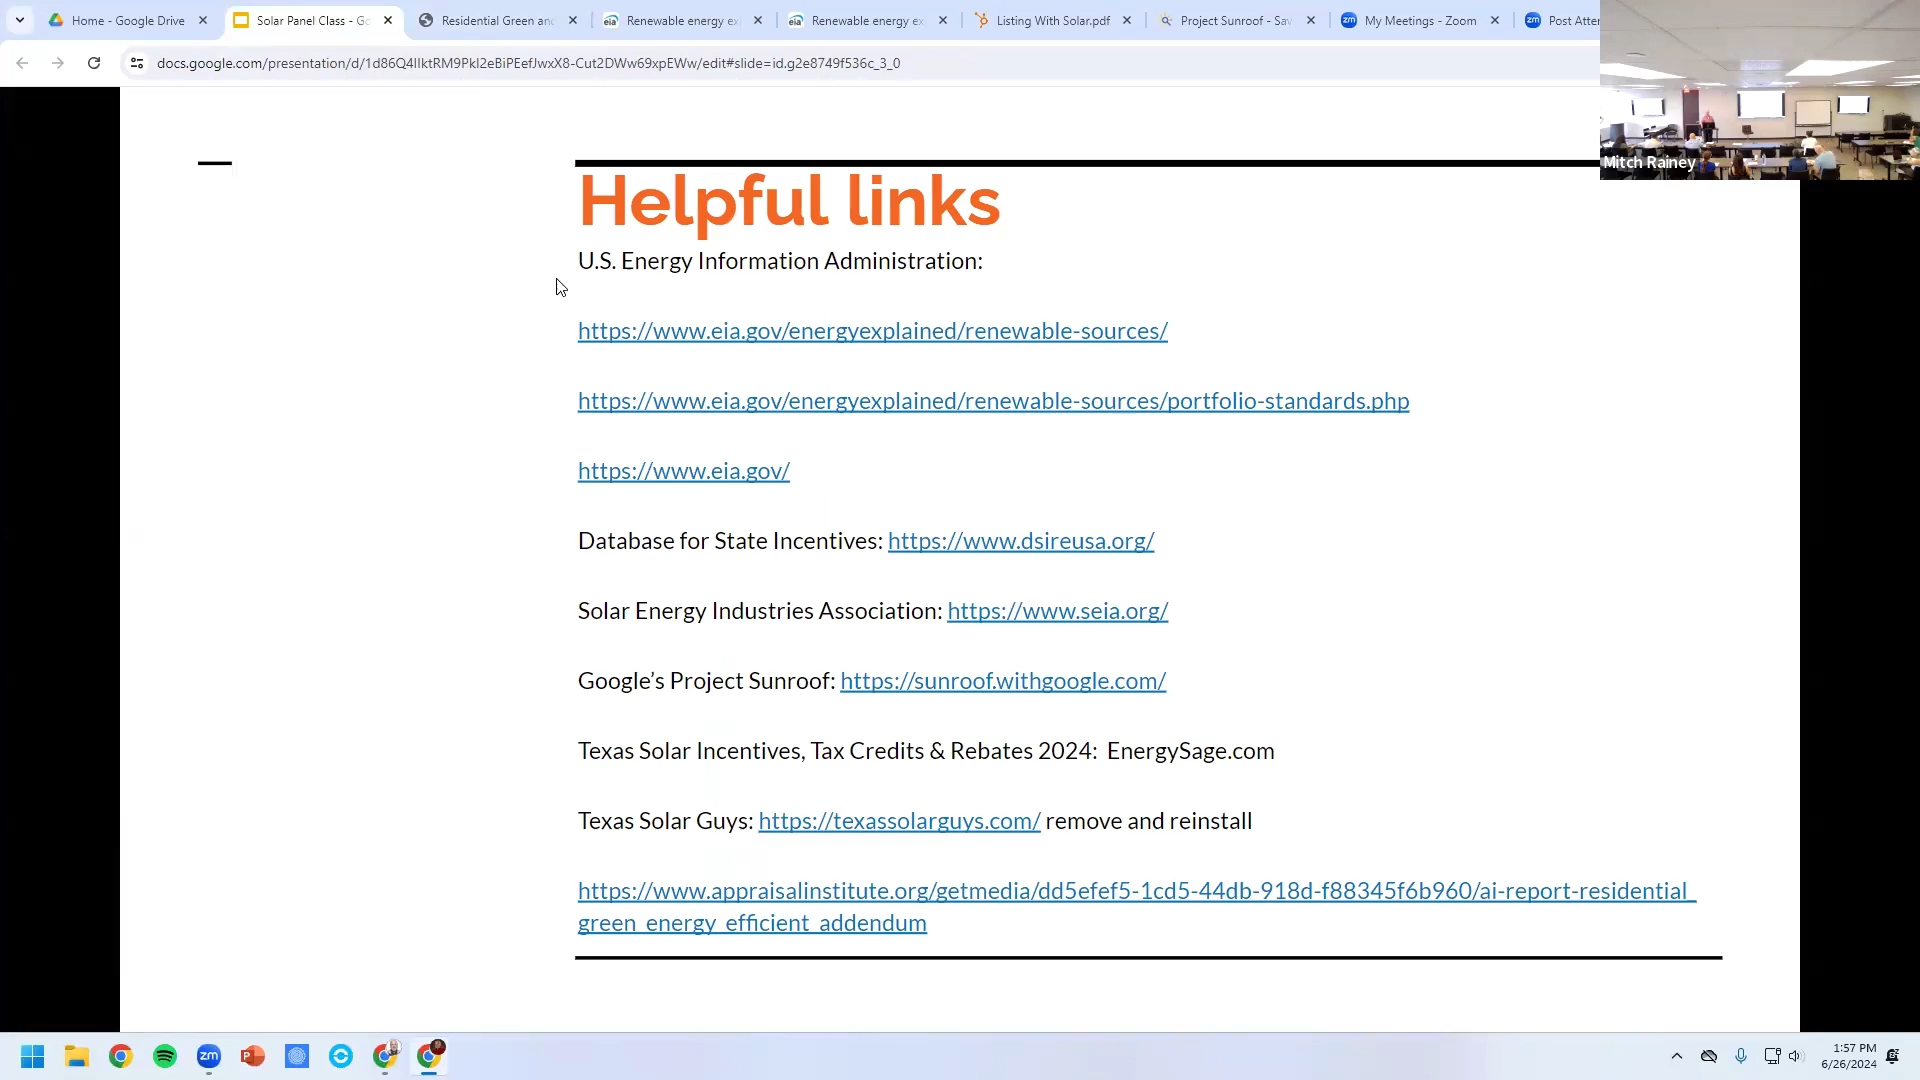 Home - Google Drive
Solar Panel Class - Go
Residential Green and
Renewable energy ex
Renewable energy ex
Listing With Solar.pdf
Project Sunroof - Sav
My Meetings - Zoom
Post Atten
docs.google.com/presentation/d/1d86Q4IIktRM9PkI2eBiPEefJwxX8-Cut2DWw69xpEWw/edit#slide=id.g2e8749f536c_3_0
Mitch Rainey
Helpful links
U.S. Energy Information Administration:
https://www.eia.gov/energyexplained/renewable-sources/
https://www.eia.gov/energyexplained/renewable-sources/portfolio-standards.php
https://www.eia.gov/
Database for State Incentives: https://www.dsireusa.org/
Solar Energy Industries Association: https://www.seia.org/
Google’s Project Sunroof: https://sunroof.withgoogle.com/
Texas Solar Incentives, Tax Credits & Rebates 2024: EnergySage.com
Texas Solar Guys: https://texassolarguys.com/ remove and reinstall
https://www.appraisalinstitute.org/getmedia/dd5efef5-1cd5-44db-918d-f88345f6b960/ai-report-residential_
green_energy_efficient_addendum
1:57 PM
6/26/2024